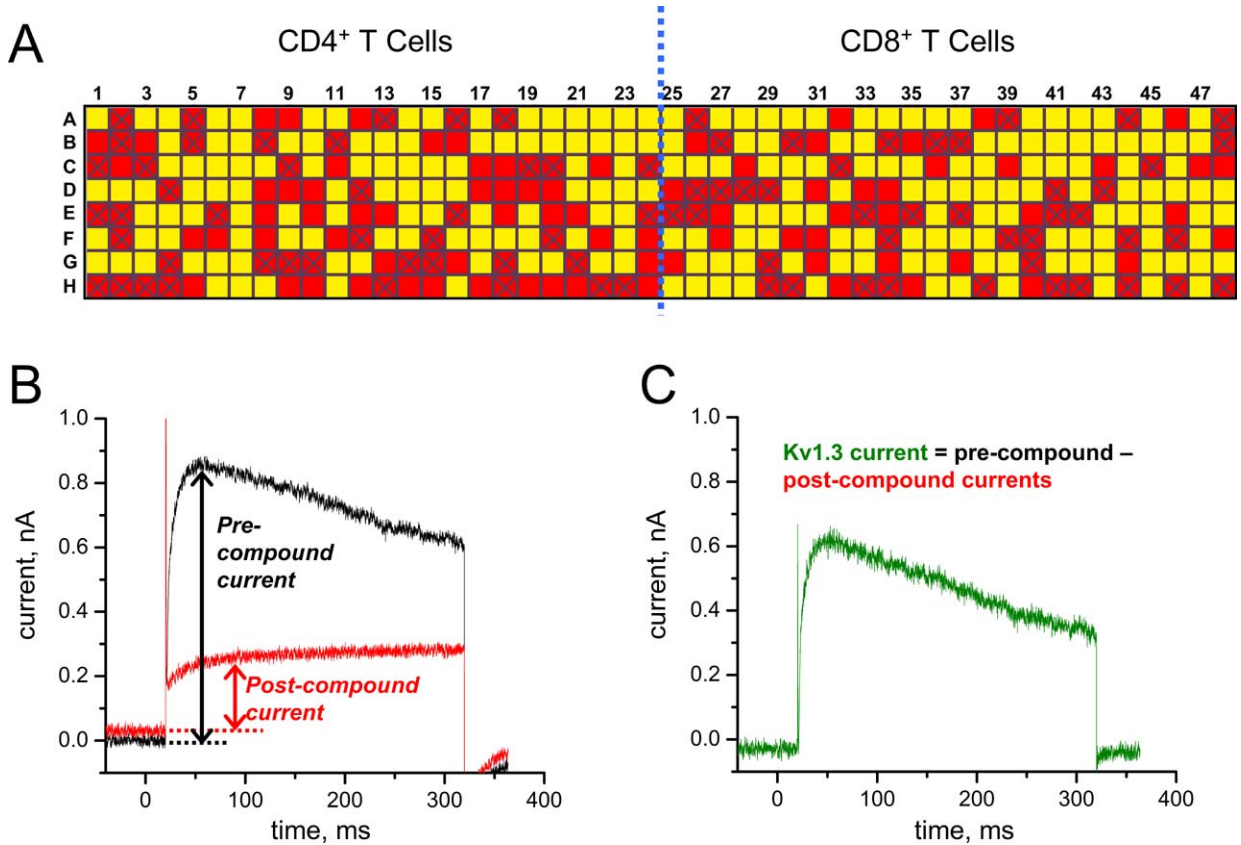 A
CD4+ T Cells CD8+ T Cells
1 3 5 7 9 11 13 15 17 19 21 23 25 27 29 31 33 35 37 39 41 43 45 47
A
B
C
D
E
F
G
H
B
current, nA
1.0
0.8
0.6
0.4
0.2
0.0
Pre-
compound
current
Post-compound
current
0 100 200 300 400
time, ms
C
current, nA
1.0
0.8
0.6
0.4
0.2
0.0
Kv1.3 current = pre-compound –
post-compound currents
0 100 200 300 400
time, ms